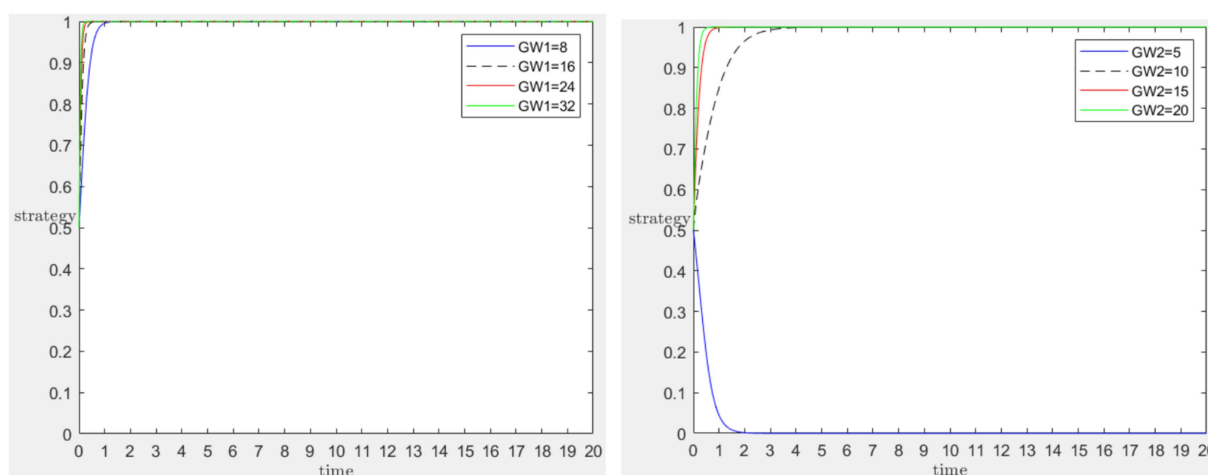 1
0.9
0.8
0.7
0.6
strategy
0.5
0.4
0.3
0.2
0.1
0
0 1 2 3 4 5 6 7 8 9 10 11 12 13 14 15 16 17 18 19 20
time
GW1=8
GW1=16
GW1=24
GW1=32
1
0.9
0.8
0.7
0.6
strategy
0.5
0.4
0.3
0.2
0.1
0
0 1 2 3 4 5 6 7 8 9 10 11 12 13 14 15 16 17 18 19 20
time
GW2=5
GW2=10
GW2=15
GW2=20